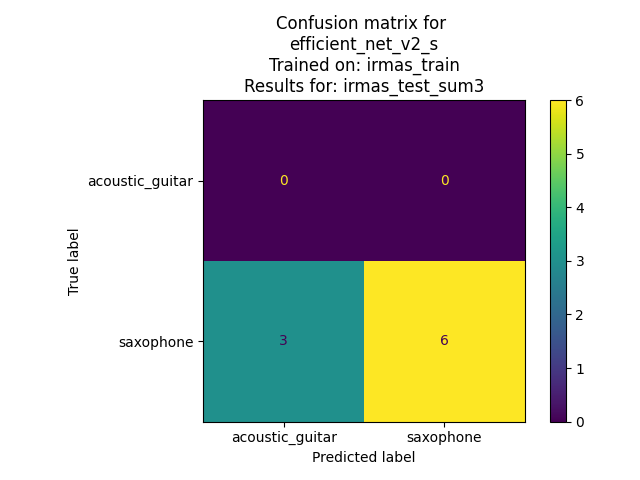 Confusion matrix for
efficient_net_v2_s
Trained on: irmas_train
Results for: irmas_test_sum3
6
5
4
3
2
1
0
acoustic_guitar
0 0
True label
saxophone
3 6
acoustic_guitar saxophone
Predicted label